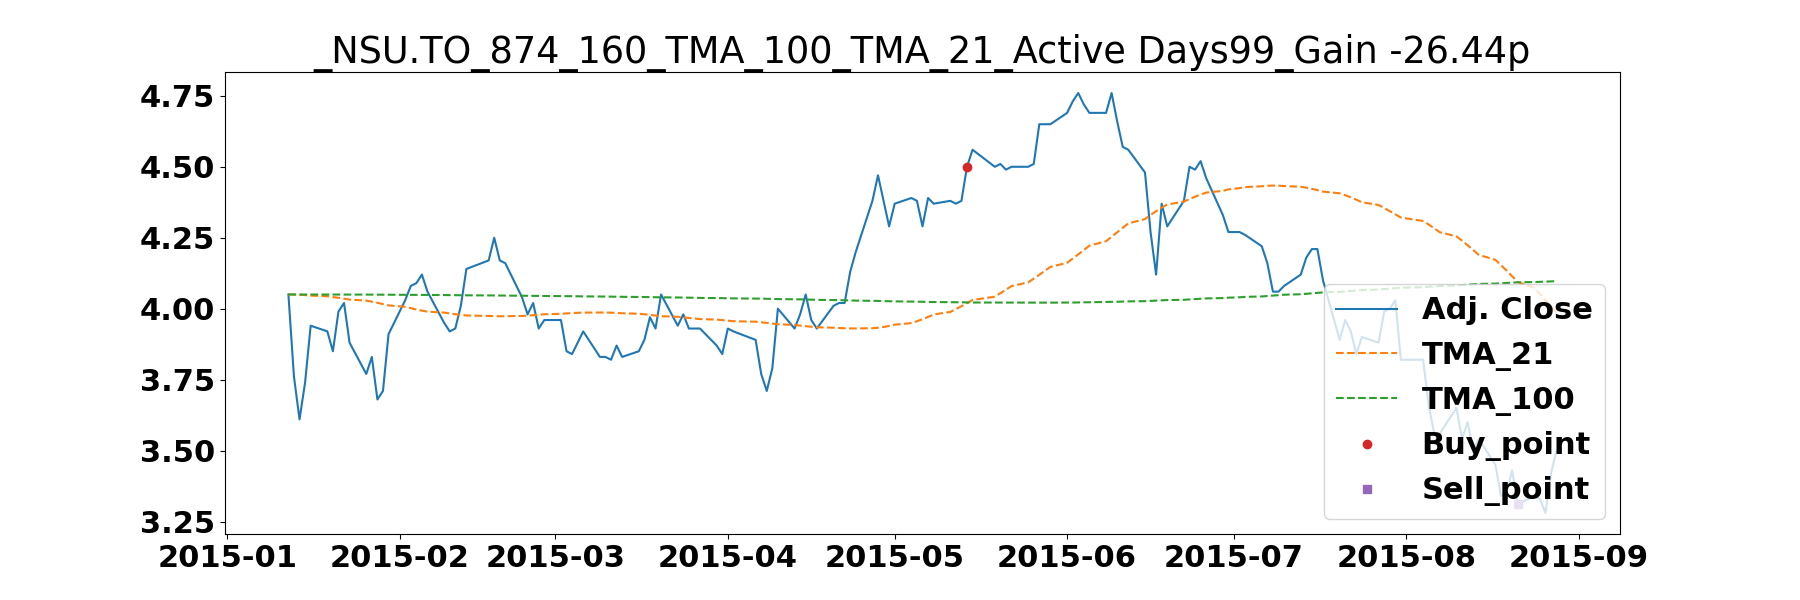 _NSU.TO_874_160_TMA_100_TMA_21_Active Days99_Gain -26.44p
4.75
4.50
4.25
4.00
3.75
3.50
3.25
Adj. Close
TMA_21
TMA_100
Buy_point
Sell_point
2015-01 2015-02 2015-03 2015-04 2015-05 2015-06 2015-07 2015-08 2015-09